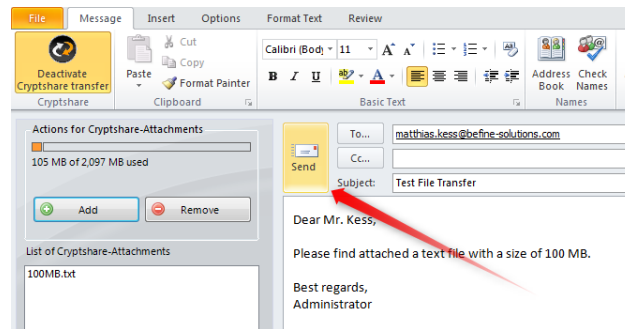 File Message Insert Options Format Text Review
Deactivate
Cryptshare transfer
Cryptshare
Paste
Cut
Copy
Format Painter
Clipboard
Calibri (Body 11
B I U
Basic Text
Address
Book
Check
Names
Names
Actions for Cryptshare-Attachments
105 MB of 2,097 MB used
Add Remove
List of Cryptshare-Attachments
100MB.txt
Send
To... matthias.kess@befine-solutions.com
Cc...
Subject: Test File Transfer
Dear Mr. Kess,
Please find attached a text file with a size of 100 MB.
Best regards,
Administrator